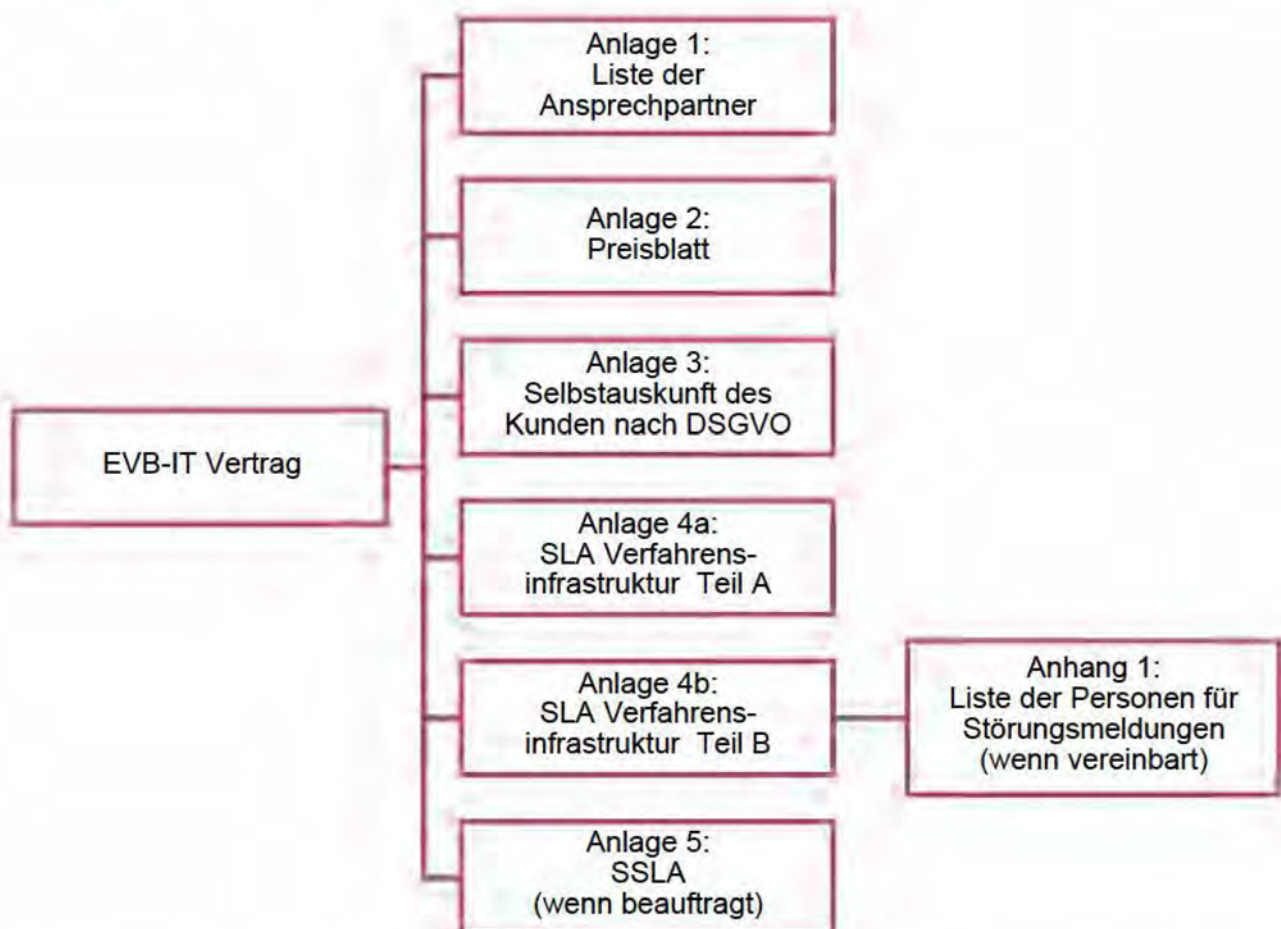 Anlage 1:
Liste der
Ansprechpartner
Anlage 2:
Preisblatt
Anlage 3:
Selbstauskunft des
Kunden nach DSGVO
EVB-IT Vertrag
Anlage 4a:
SLA Verfahrens-
infrastruktur Teil A
Anlage 4b:
SLA Verfahrens-
infrastruktur Teil B
Anhang 1:
Liste der Personen für
Störungsmeldungen
(wenn vereinbart)
Anlage 5:
SSLA
(wenn beauftragt)